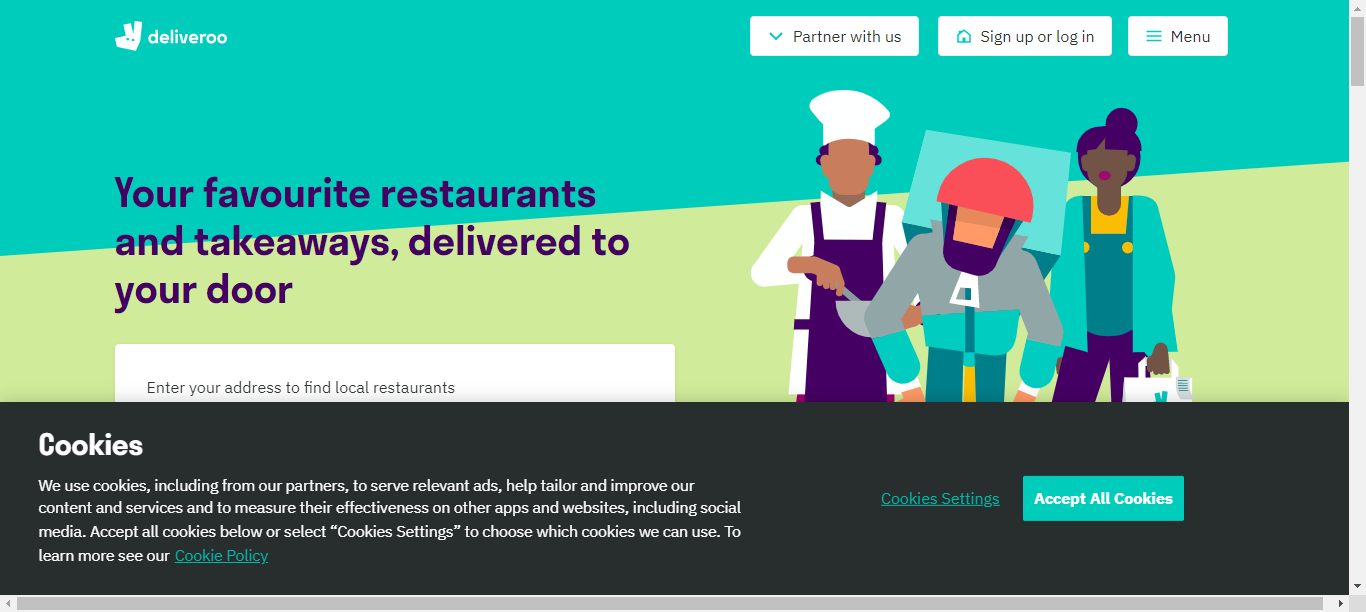 deliveroo
Partner with us
Sign up or log in
Menu
Your favourite restaurants
and takeaways, delivered to
your door
Enter your address to find local restaurants
Cookies
We use cookies, including from our partners, to serve relevant ads, help tailor and improve our
content and services and to measure their effectiveness on other apps and websites, including social
media. Accept all cookies below or select “Cookies Settings” to choose which cookies we can use. To
learn more see our Cookie Policy
Cookies Settings
Accept All Cookies